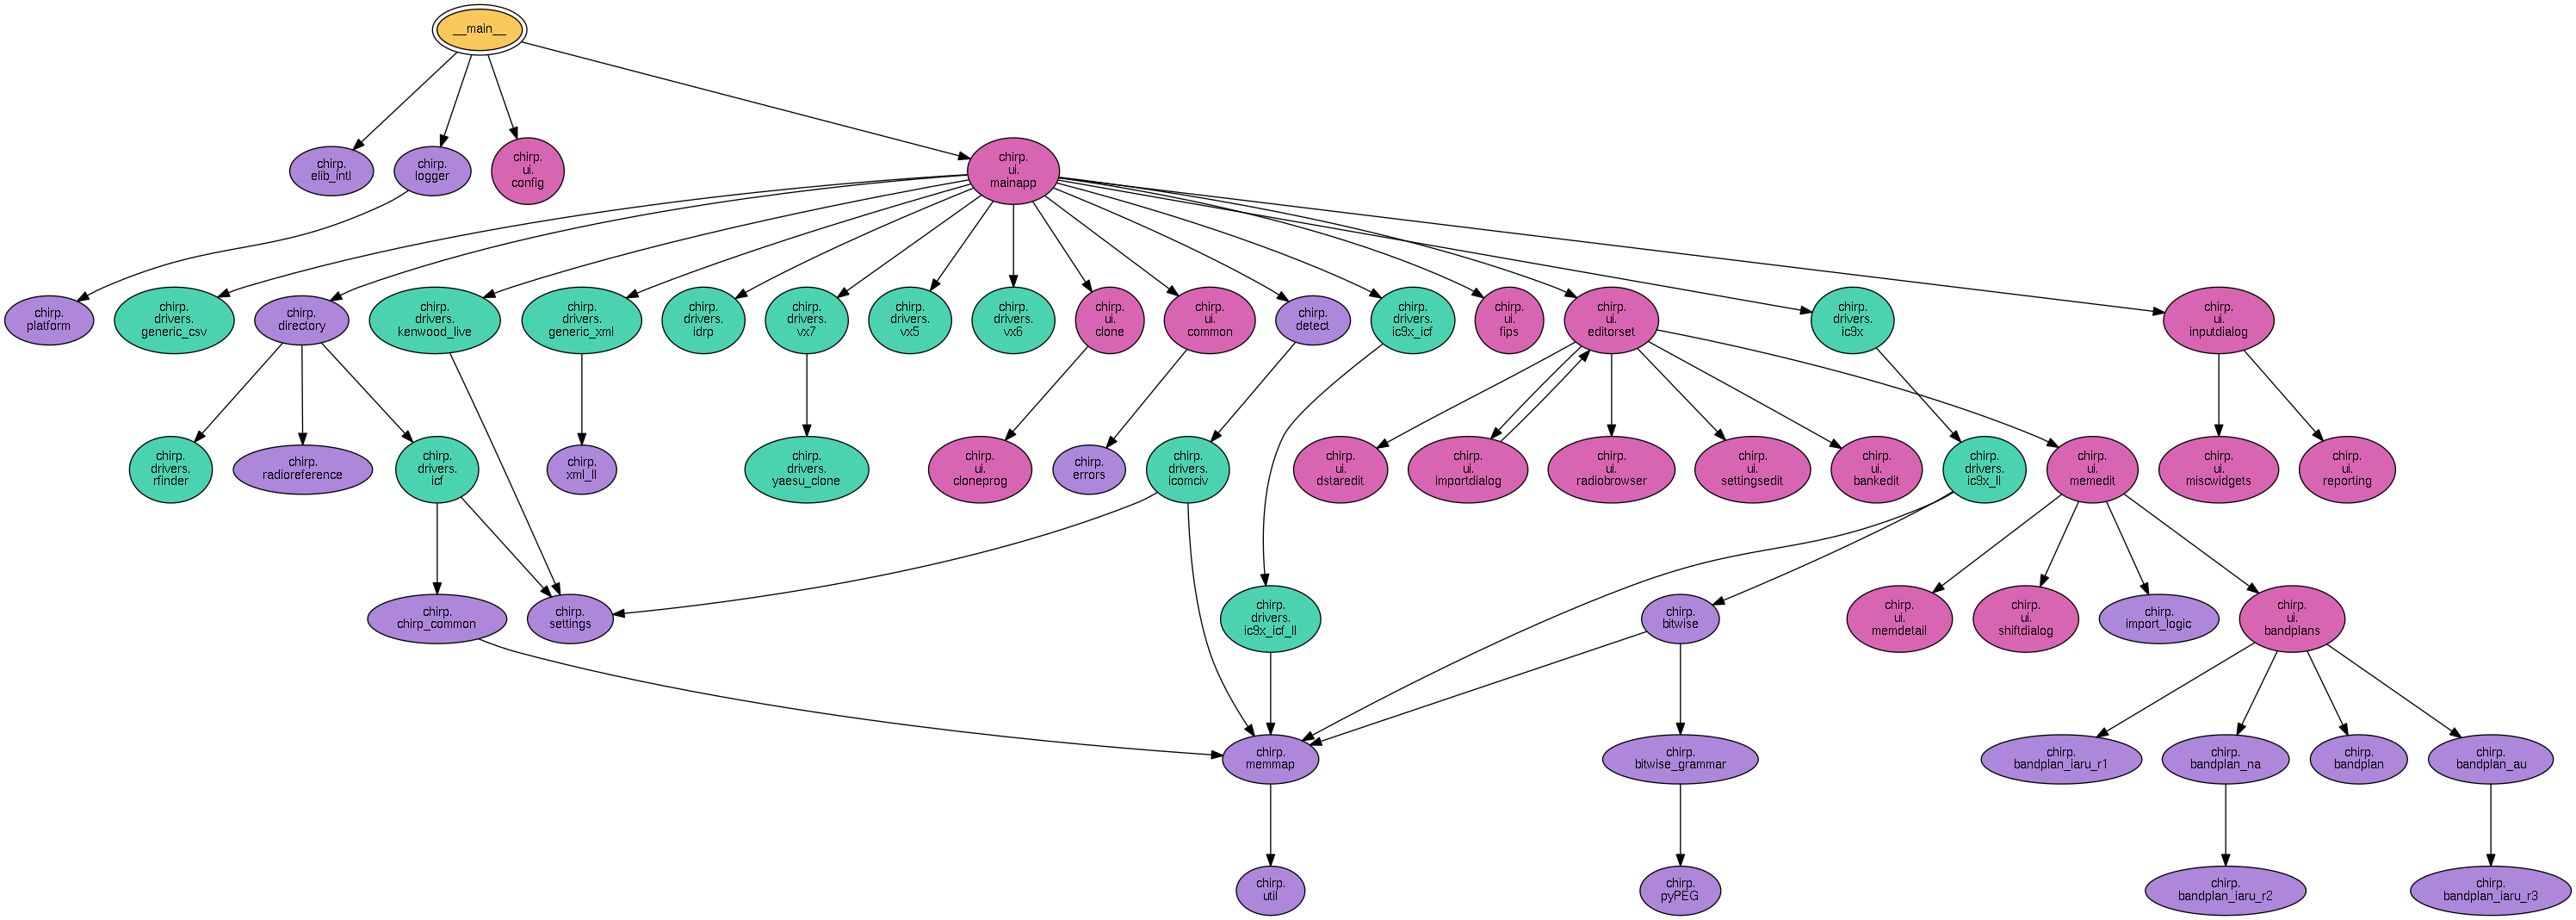 __main__
chirp.
elib_intl
chirp.
logger
chirp.
ui.
config
chirp.
ui.
mainapp
chirp.
platform
chirp.
drivers.
generic_csv
chirp.
directory
chirp.
drivers.
kenwood_live
chirp.
drivers.
generic_xml
chirp.
drivers.
idrp
chirp.
drivers.
vx7
chirp.
drivers.
vx5
chirp.
drivers.
vx6
chirp.
ui.
clone
chirp.
ui.
common
chirp.
detect
chirp.
drivers.
ic9x_icf
chirp.
ui.
fips
chirp.
ui.
editorset
chirp.
drivers.
ic9x
chirp.
ui.
inputdialog
chirp.
drivers.
rfinder
chirp.
radioreference
chirp.
drivers.
icf
chirp.
xml_ll
chirp.
drivers.
yaesu_clone
chirp.
ui.
cloneprog
chirp.
errors
chirp.
drivers.
icomciv
chirp.
ui.
dstaredit
chirp.
ui.
importdialog
chirp.
ui.
radiobrowser
chirp.
ui.
settingsedit
chirp.
ui.
bankedit
chirp.
drivers.
ic9x_ll
chirp.
ui.
memedit
chirp.
ui.
miscwidgets
chirp.
ui.
reporting
chirp.
chirp_common
chirp.
settings
chirp.
drivers.
ic9x_icf_ll
chirp.
bitwise
chirp.
ui.
memdetail
chirp.
ui.
shiftdialog
chirp.
import_logic
chirp.
ui.
bandplans
chirp.
memmap
chirp.
bitwise_grammar
chirp.
bandplan_iaru_r1
chirp.
bandplan_na
chirp.
bandplan
chirp.
bandplan_au
chirp.
util
chirp.
pyPEG
chirp.
bandplan_iaru_r2
chirp.
bandplan_iaru_r3